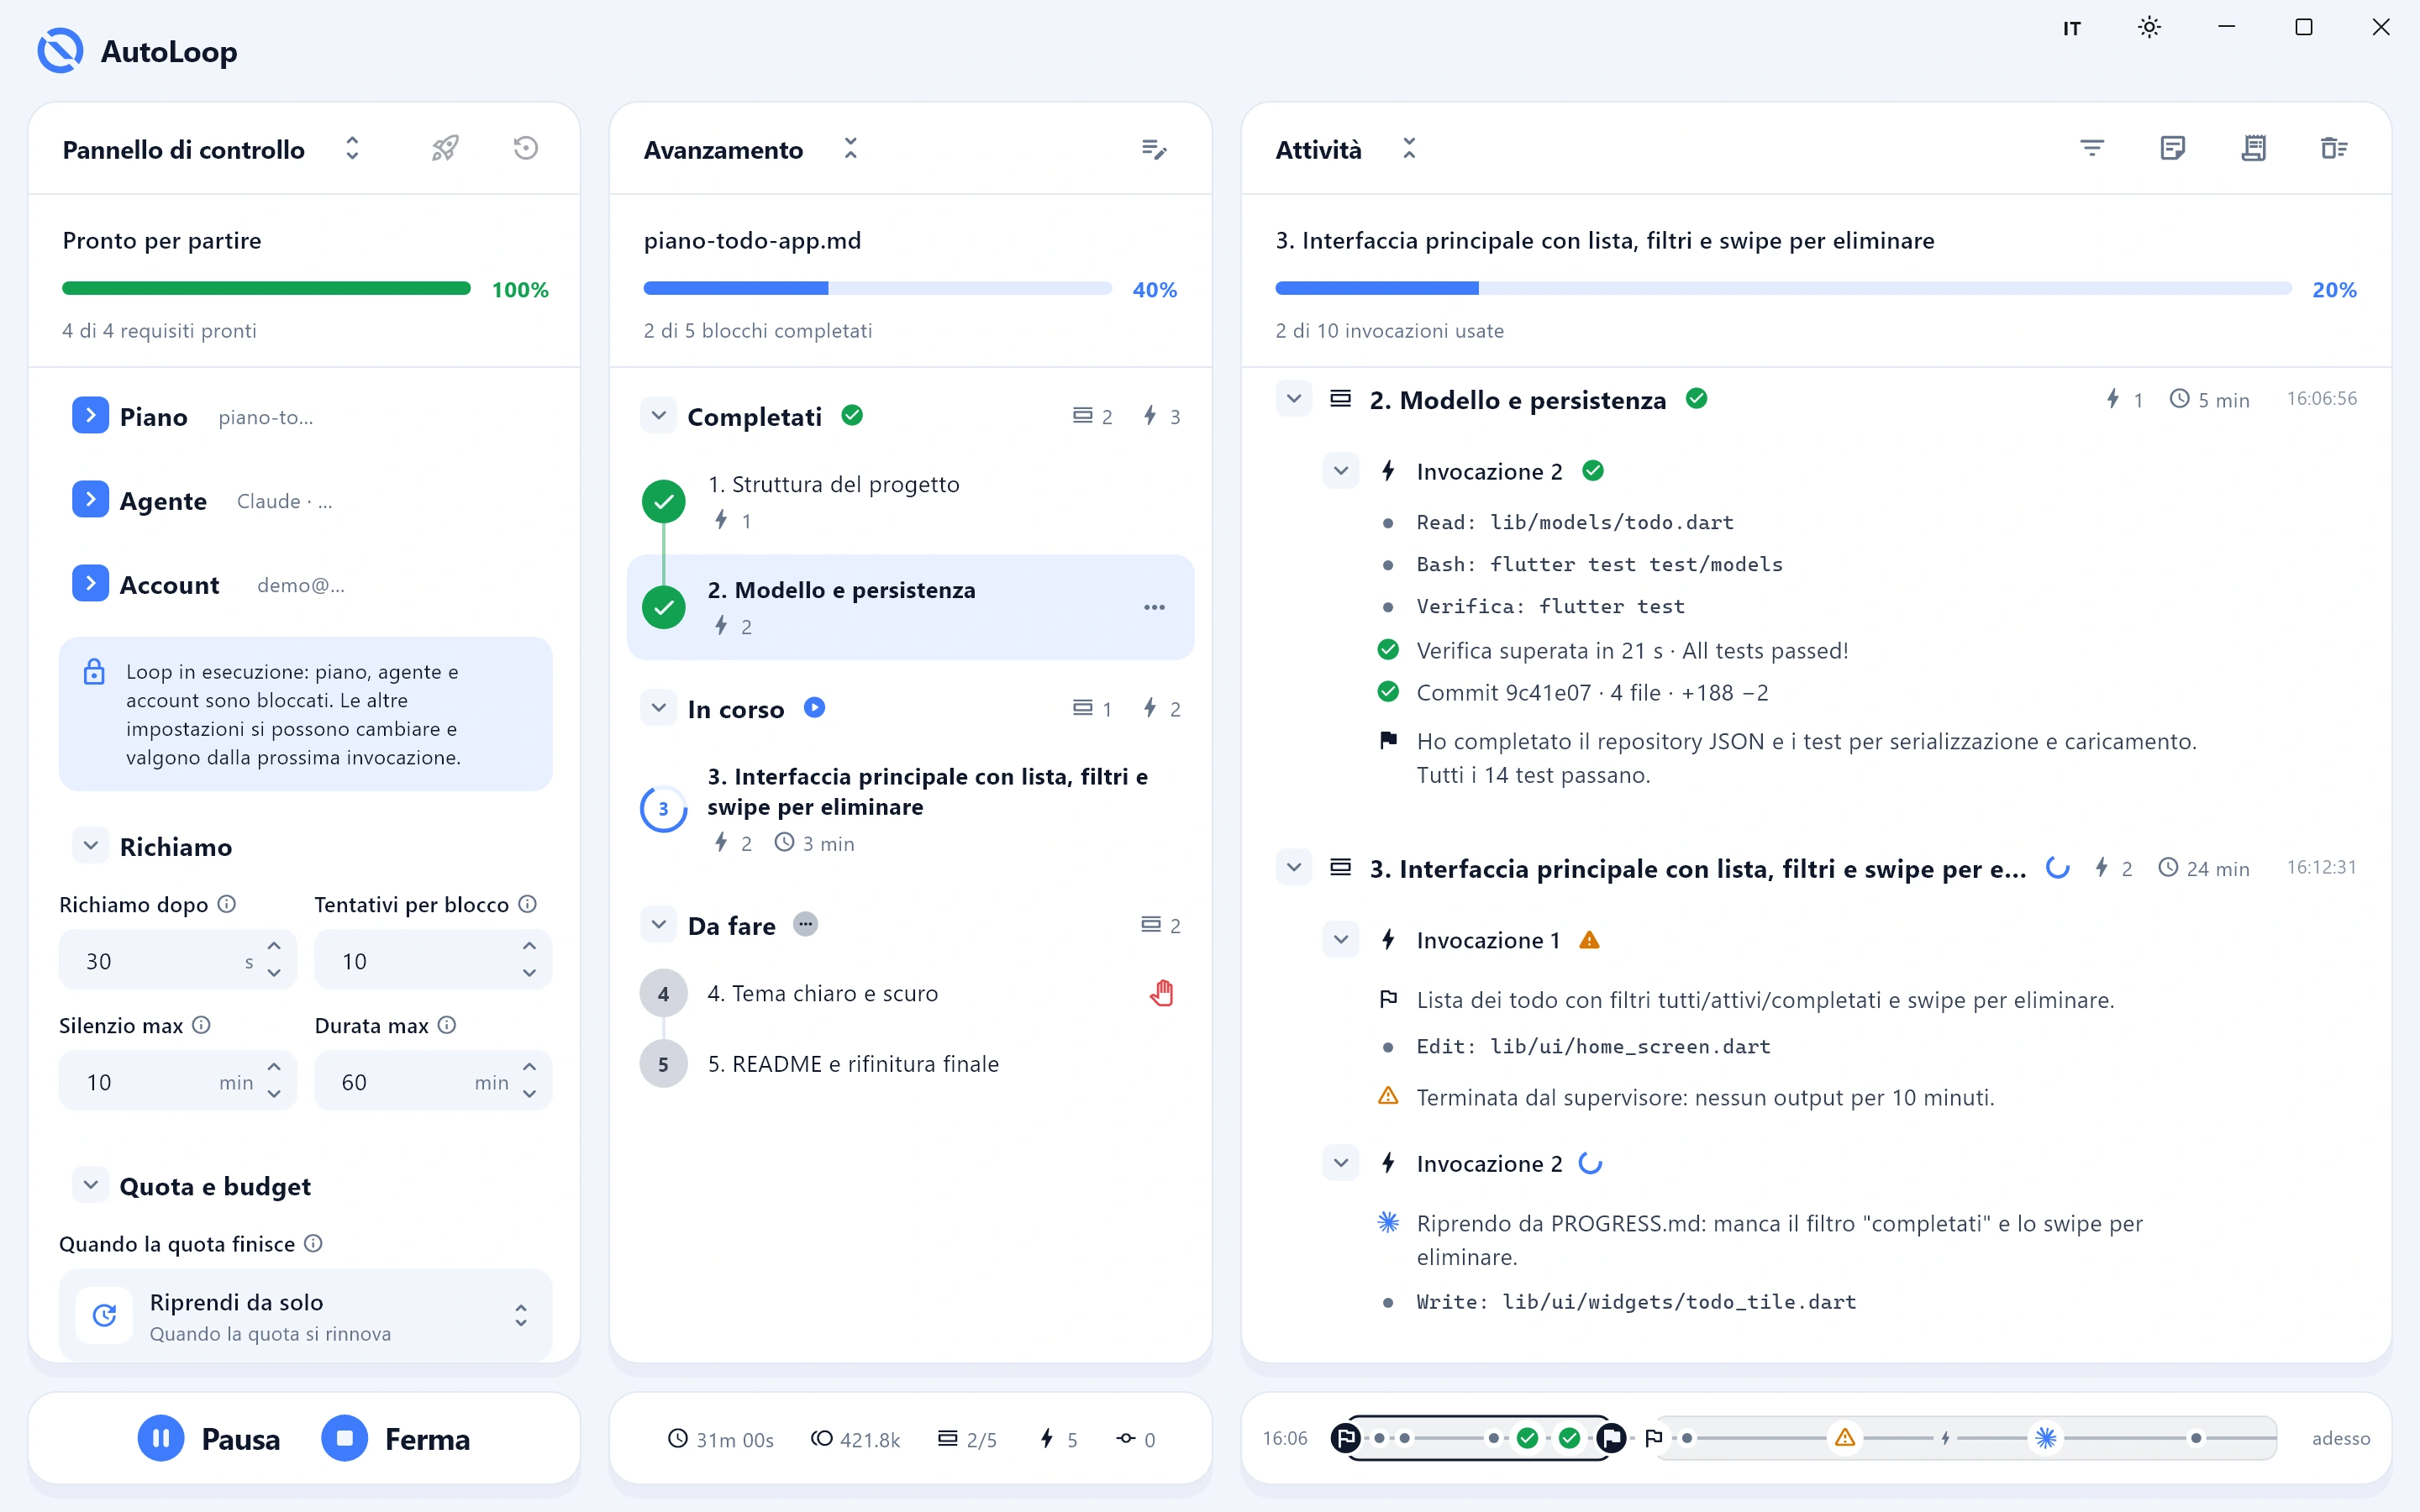 AutoLoop
IT
Pannello di controllo
Pronto per partire
100%
4 di 4 requisiti pronti
Piano piano-to...
Agente Claude · ...
Account demo@...
Loop in esecuzione: piano, agente e
account sono bloccati. Le altre
impostazioni si possono cambiare e
valgono dalla prossima invocazione.
Richiamo
Richiamo dopo
30 s
Tentativi per blocco
10
Silenzio max
10 min
Durata max
60 min
Quota e budget
Quando la quota finisce
Riprendi da solo
Quando la quota si rinnova
Pausa
Ferma
Avanzamento
piano-todo-app.md
40%
2 di 5 blocchi completati
Completati 2 3
1. Struttura del progetto
1
2. Modello e persistenza
2
In corso 1 2
3
3. Interfaccia principale con lista, filtri e
swipe per eliminare
2 3 min
Da fare 2
4 4. Tema chiaro e scuro
5 5. README e rifinitura finale
31m 00s 421.8k 2/5 5 0
Attività
3. Interfaccia principale con lista, filtri e swipe per eliminare
20%
2 di 10 invocazioni usate
2. Modello e persistenza 1 5 min 16:06:56
Invocazione 2
Read: lib/models/todo.dart
Bash: flutter test test/models
Verifica: flutter test
Verifica superata in 21 s · All tests passed!
Commit 9c41e07 · 4 file · +188 −2
Ho completato il repository JSON e i test per serializzazione e caricamento.
Tutti i 14 test passano.
3. Interfaccia principale con lista, filtri e swipe per e... 2 24 min 16:12:31
Invocazione 1
Lista dei todo con filtri tutti/attivi/completati e swipe per eliminare.
Edit: lib/ui/home_screen.dart
Terminata dal supervisore: nessun output per 10 minuti.
Invocazione 2
Riprendo da PROGRESS.md: manca il filtro "completati" e lo swipe per
eliminare.
Write: lib/ui/widgets/todo_tile.dart
16:06 adesso